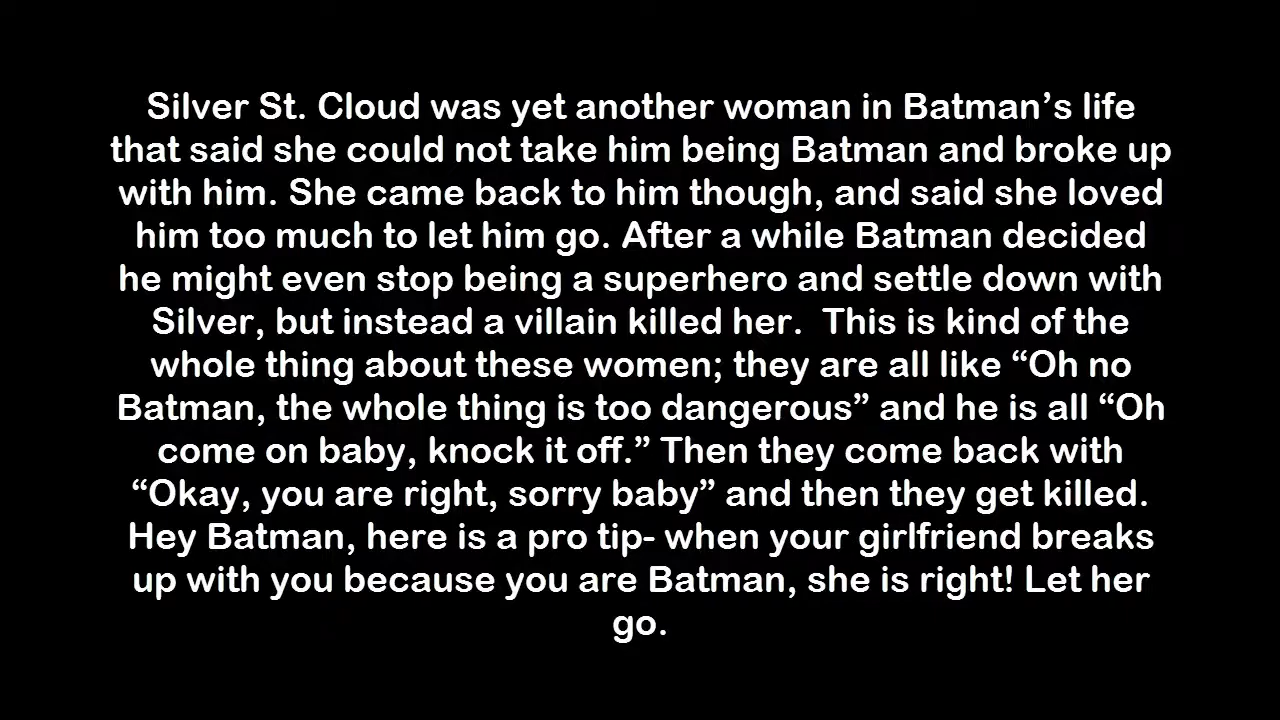 Silver St. Cloud was yet another woman in Batman’s life
that said she could not take him being Batman and broke up
with him. She came back to him though, and said she loved
him too much to let him go. After a while Batman decided
he might even stop being a superhero and settle down with
Silver, but instead a villain killed her.  This is kind of the
whole thing about these women; they are all like “Oh no
Batman, the whole thing is too dangerous” and he is all “Oh
come on baby, knock it off.” Then they come back with
“Okay, you are right, sorry baby” and then they get killed.
Hey Batman, here is a pro tip- when your girlfriend breaks
up with you because you are Batman, she is right! Let her
go.